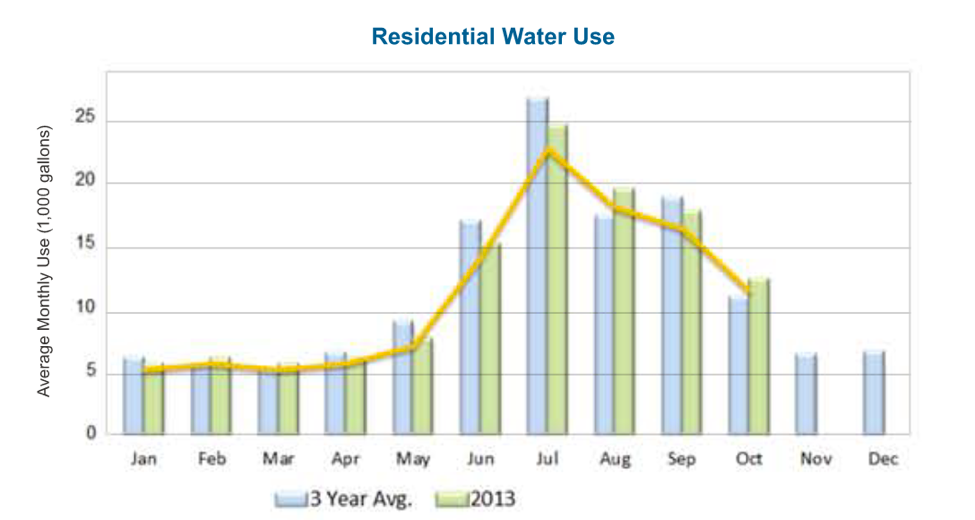 Residential Water Use
Average Monthly Use (1,000 gallons)
25
20
15
10
5
0
Jan Feb Mar Apr May Jun Jul Aug Sep Oct Nov Dec
3 Year Avg. 2013